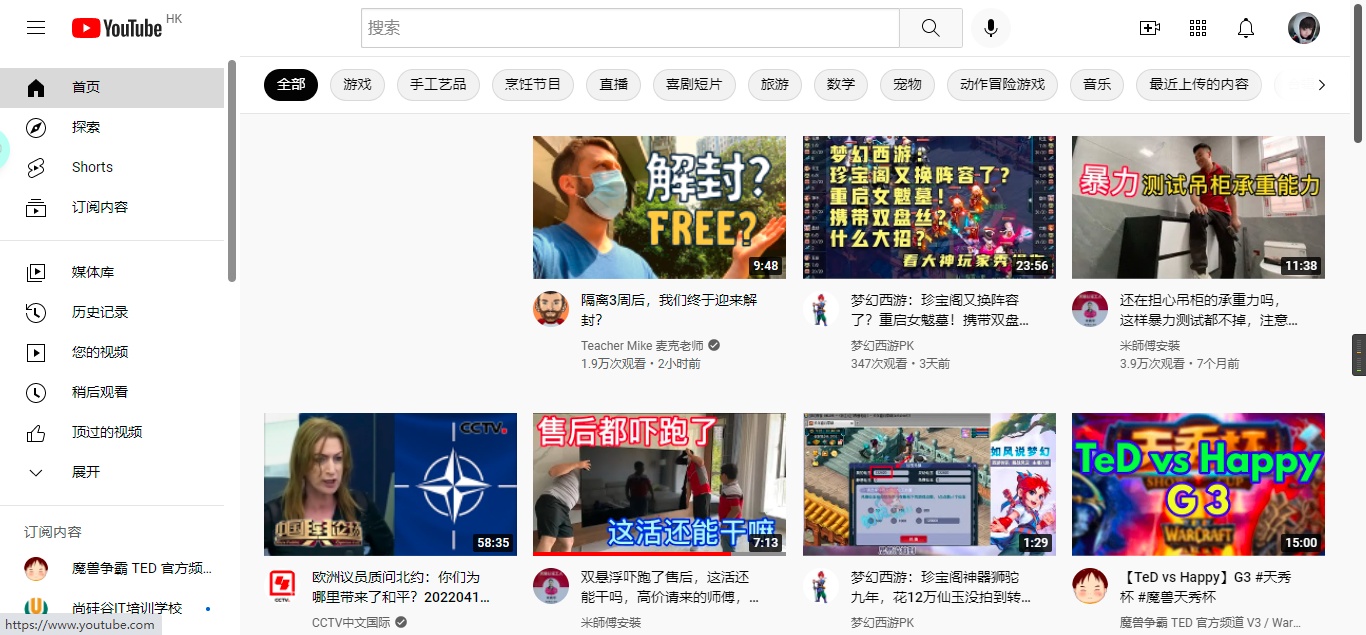 YouTube HK
搜索
首页
探索
Shorts
订阅内容
媒体库
历史记录
您的视频
稍后观看
顶过的视频
展开
订阅内容
魔兽争霸 TED 官方频...
尚硅谷IT培训学校
https://www.youtube.com
全部 游戏 手工艺品 烹饪节目 直播 喜剧短片 旅游 数学 宠物 动作冒险游戏 音乐 最近上传的内容
解封?
FREE?
9:48
隔离3周后，我们终于迎来解
封？
Teacher Mike 麦克老师
1.9万次观看・2小时前
梦幻西游：
珍宝阁又换阵容了？
重启女魃墓！
携带双盘丝？
什么大招？
看大神玩家秀操作
23:56
梦幻西游：珍宝阁又换阵容
了？重启女魃墓！携带双盘...
梦幻西游PK
347次观看・3天前
暴力测试吊柜承重能力
11:38
还在担心吊柜的承重力吗，
这样暴力测试都不掉，注意...
米師傅安裝
3.9万次观看・7个月前
CCTV
中国舆论场
58:35
欧洲议员质问北约：你们为
哪里带来了和平？2022041...
CCTV中文国际
售后都吓跑了
这活还能干嘛
7:13
双悬浮吓跑了售后，这活还
能干吗，高价请来的师傅，...
米師傅安裝
如风说梦幻
1:29
梦幻西游：珍宝阁神器狮驼
九年，花12万仙玉没拍到转...
梦幻西游PK
天秀杯
TeD vs Happy
G 3
WARCRAFT
15:00
【TeD vs Happy】G3 #天秀
杯 #魔兽天秀杯
魔兽争霸 TED 官方频道 V3 / War...